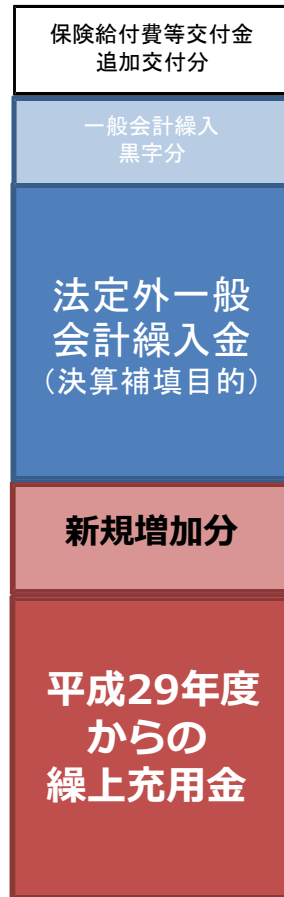 保険給付費等交付金
追加交付分
一般会計繰入
黒字分
法定外一般
会計繰入金
（決算補填目的）
新規増加分
平成29年度
からの
繰上充用金